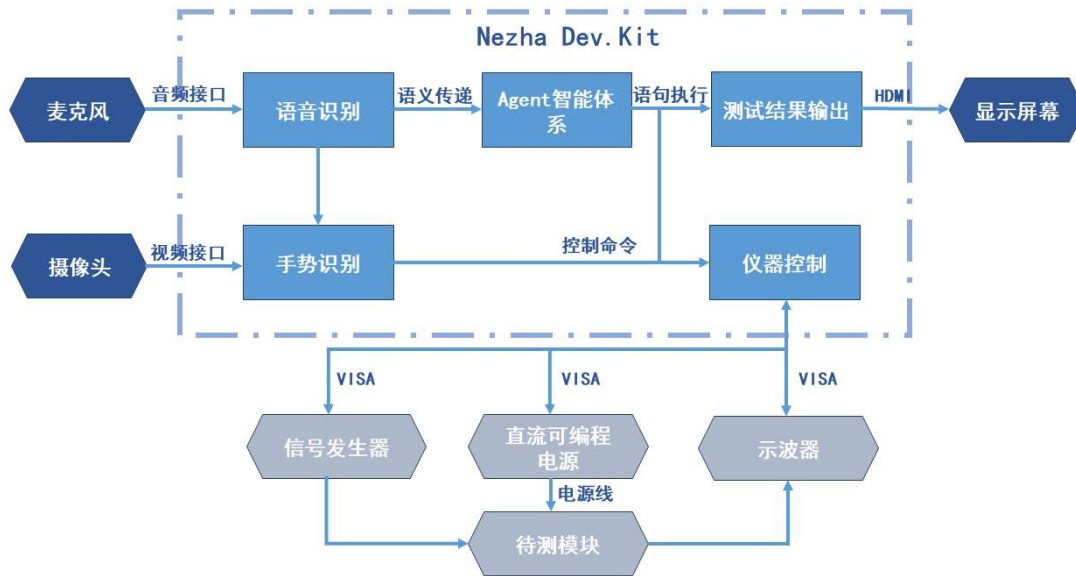 Nezha Dev.Kit
麦克风
音频接口
语音识别
语义传递
Agent智能体
系
语句执行
测试结果输出
HDMI
显示屏幕
摄像头
视频接口
手势识别
控制命令
仪器控制
VISA
VISA
VISA
信号发生器
直流可编程
电源
示波器
电源线
待测模块